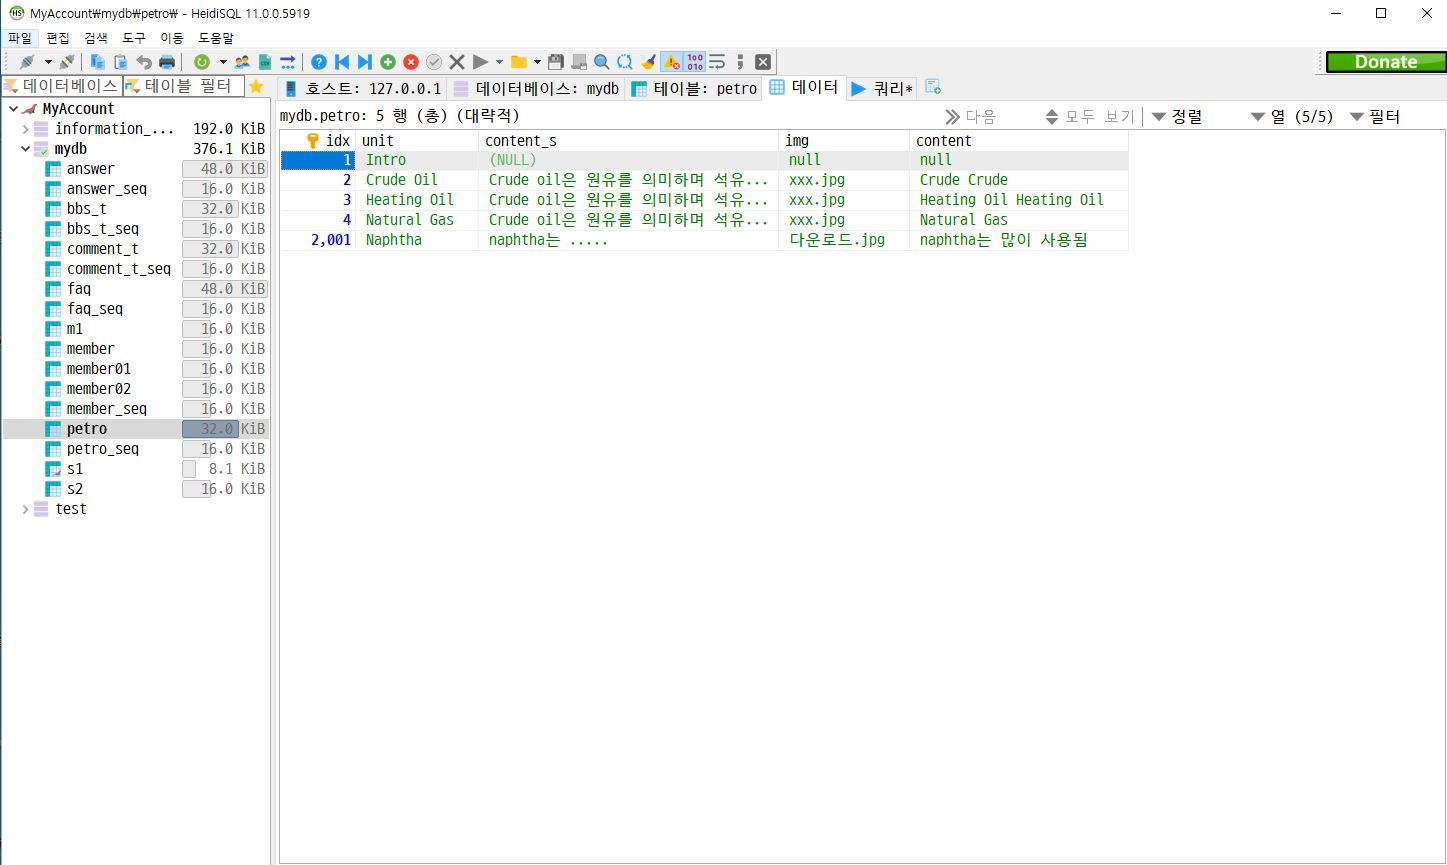 MyAccount₩mydb₩petro₩ - HeidiSQL 11.0.0.5919
파일 편집 검색 도구 이동 도움말
Donate
데이터베이스 테이블 필터 호스트: 127.0.0.1 데이터베이스: mydb 테이블: petro 데이터 쿼리*
mydb.petro: 5 행 (총) (대략적) 다음 모두 보기 정렬 열 (5/5) 필터
MyAccount
information_... 192.0 KiB
mydb 376.1 KiB
answer 48.0 KiB
answer_seq 16.0 KiB
bbs_t 32.0 KiB
bbs_t_seq 16.0 KiB
comment_t 32.0 KiB
comment_t_seq 16.0 KiB
faq 48.0 KiB
faq_seq 16.0 KiB
m1 16.0 KiB
member 16.0 KiB
member01 16.0 KiB
member02 16.0 KiB
member_seq 16.0 KiB
petro 32.0 KiB
petro_seq 16.0 KiB
s1 8.1 KiB
s2 16.0 KiB
test
idx unit content_s img content
1 Intro (NULL) null null
2 Crude Oil Crude oil은 원유를 의미하며 석유... xxx.jpg Crude Crude
3 Heating Oil Crude oil은 원유를 의미하며 석유... xxx.jpg Heating Oil Heating Oil
4 Natural Gas Crude oil은 원유를 의미하며 석유... xxx.jpg Natural Gas
2,001 Naphtha naphtha는 ..... 다운로드.jpg naphtha는 많이 사용됨